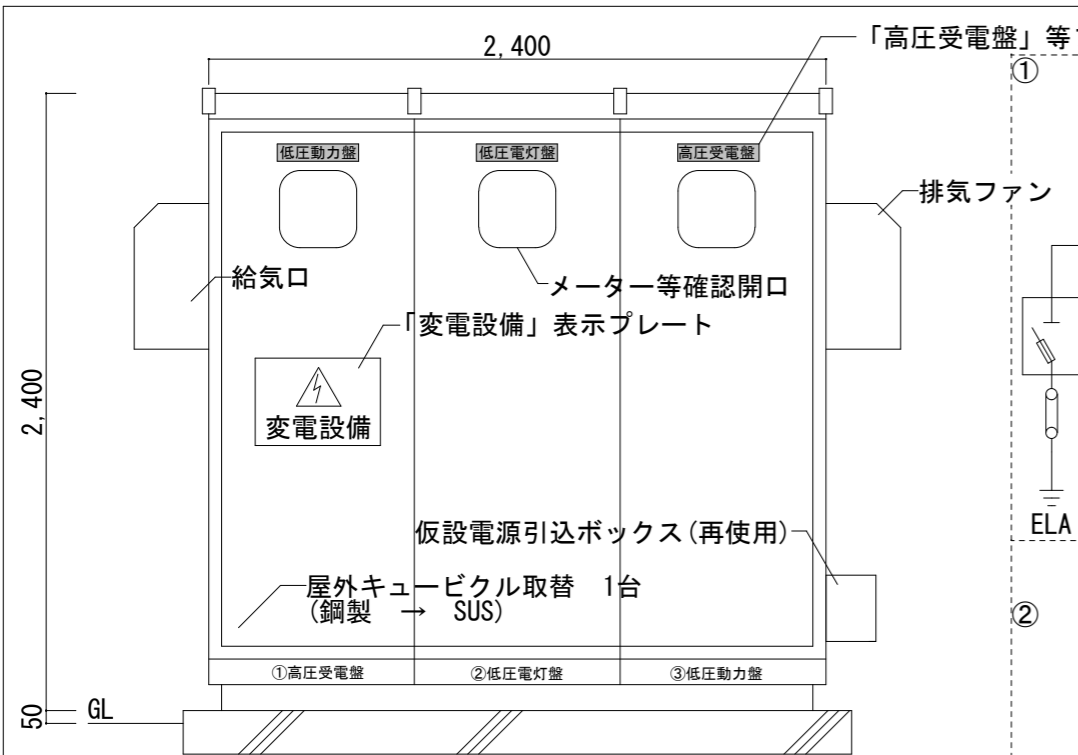 2,400
「高圧受電盤」等
①
低圧動力盤
低圧電灯盤
高圧受電盤
排気ファン
給気口
メーター等確認開口
「変電設備」表示プレート
2,400
変電設備
仮設電源引込ボックス(再使用)
ELA
屋外キュービクル取替 1台
(鋼製 → SUS)
②
①高圧受電盤
②低圧電灯盤
③低圧動力盤
50
GL